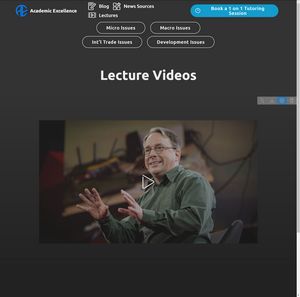 Academic Excellence
Blog
News Sources
Lectures
Book a 1 on 1 Tutoring
Session
Micro Issues
Macro Issues
Int'l Trade Issues
Development Issues
Lecture Videos